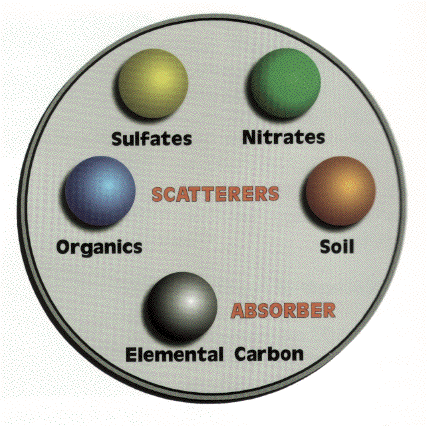 Sulfates
Nitrates
SCATTERERS
Organics
Soil
ABSORBER
Elemental Carbon